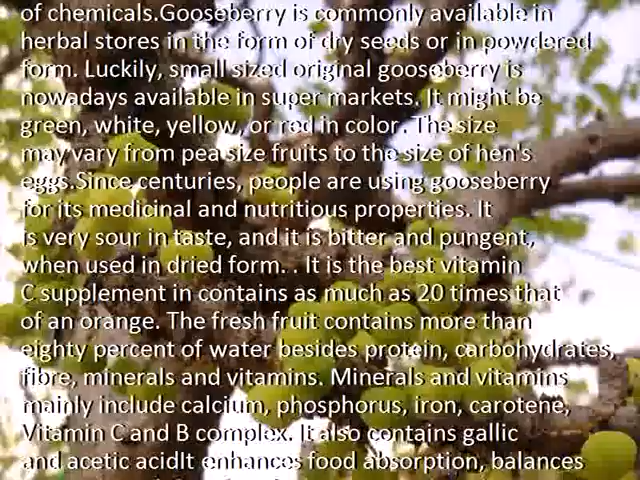 of chemicals.Gooseberry is commonly available in
herbal stores in the form of dry seeds or in powdered
form. Luckily, small sized original gooseberry is
nowadays available in super markets. It might be
green, white, yellow, or red in color. The size
may vary from pea size fruits to the size of hen's
eggs.Since centuries, people are using gooseberry
for its medicinal and nutritious properties. It
is very sour in taste, and it is bitter and pungent,
when used in dried form. . It is the best vitamin
C supplement in contains as much as 20 times that
of an orange. The fresh fruit contains more than
eighty percent of water besides protein, carbohydrates,
fibre, minerals and vitamins. Minerals and vitamins
mainly include calcium, phosphorus, iron, carotene,
Vitamin C and B complex. It also contains gallic
and acetic acidIt enhances food absorption, balances